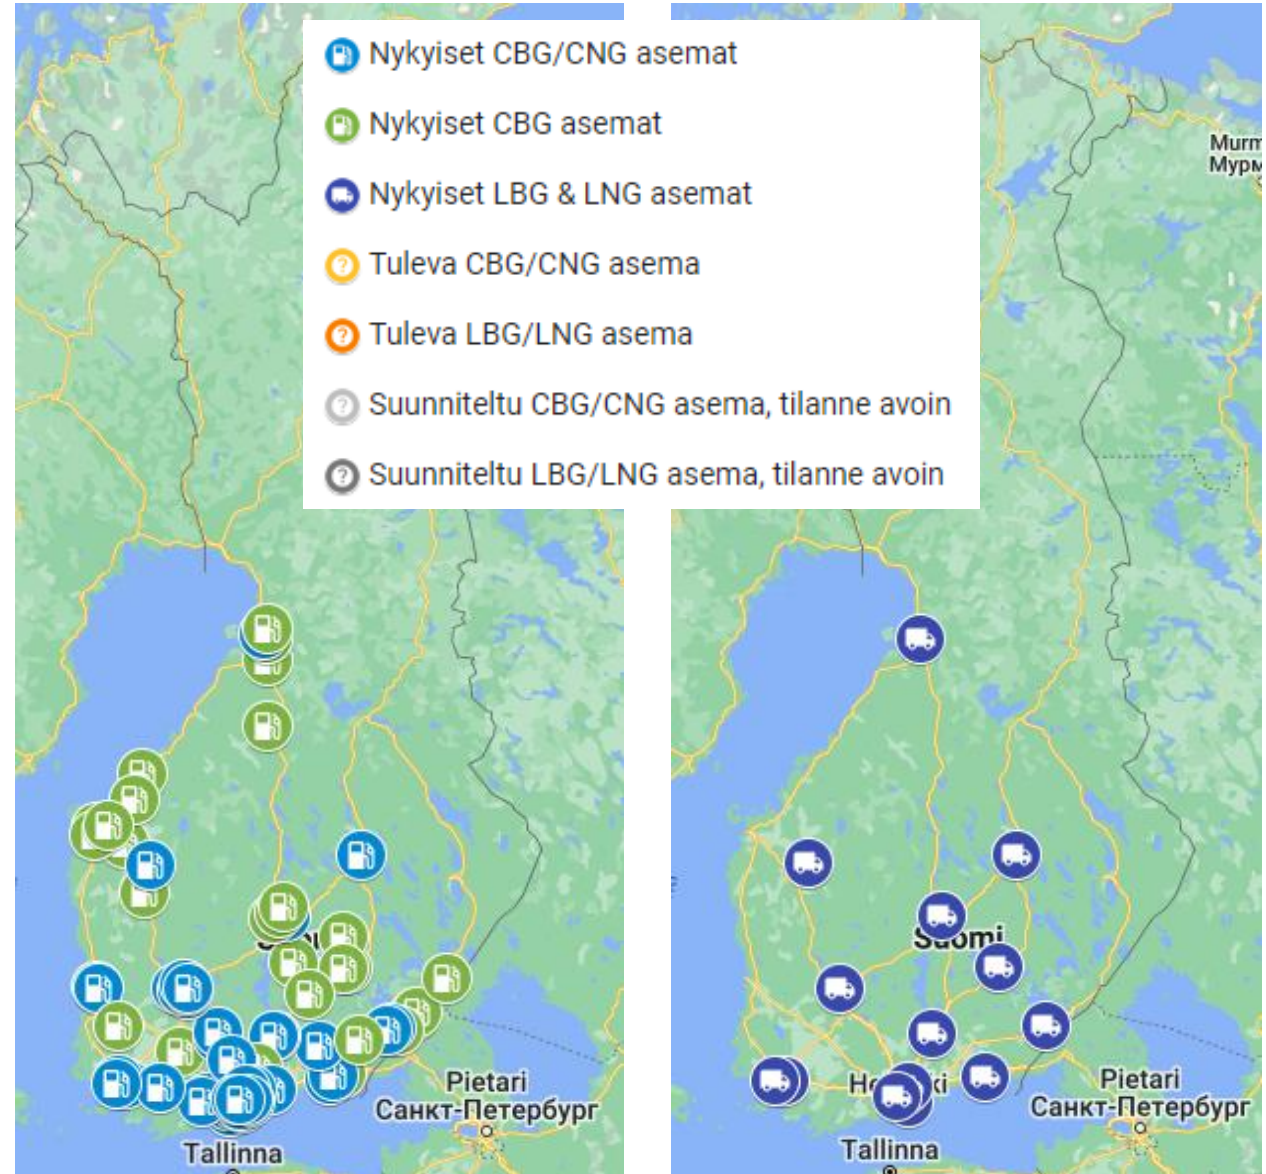 Nykyiset CBG/CNG asemat
Nykyiset CBG asemat
Nykyiset LBG & LNG asemat
Tuleva CBG/CNG asema
Tuleva LBG/LNG asema
Suunniteltu CBG/CNG asema, tilanne avoin
Suunniteltu LBG/LNG asema, tilanne avoin
Murm
Мурм
Suomi
Pietari
Санкт-Петербург
Tallinna
Pietari
Санкт-Петербург
Tallinna